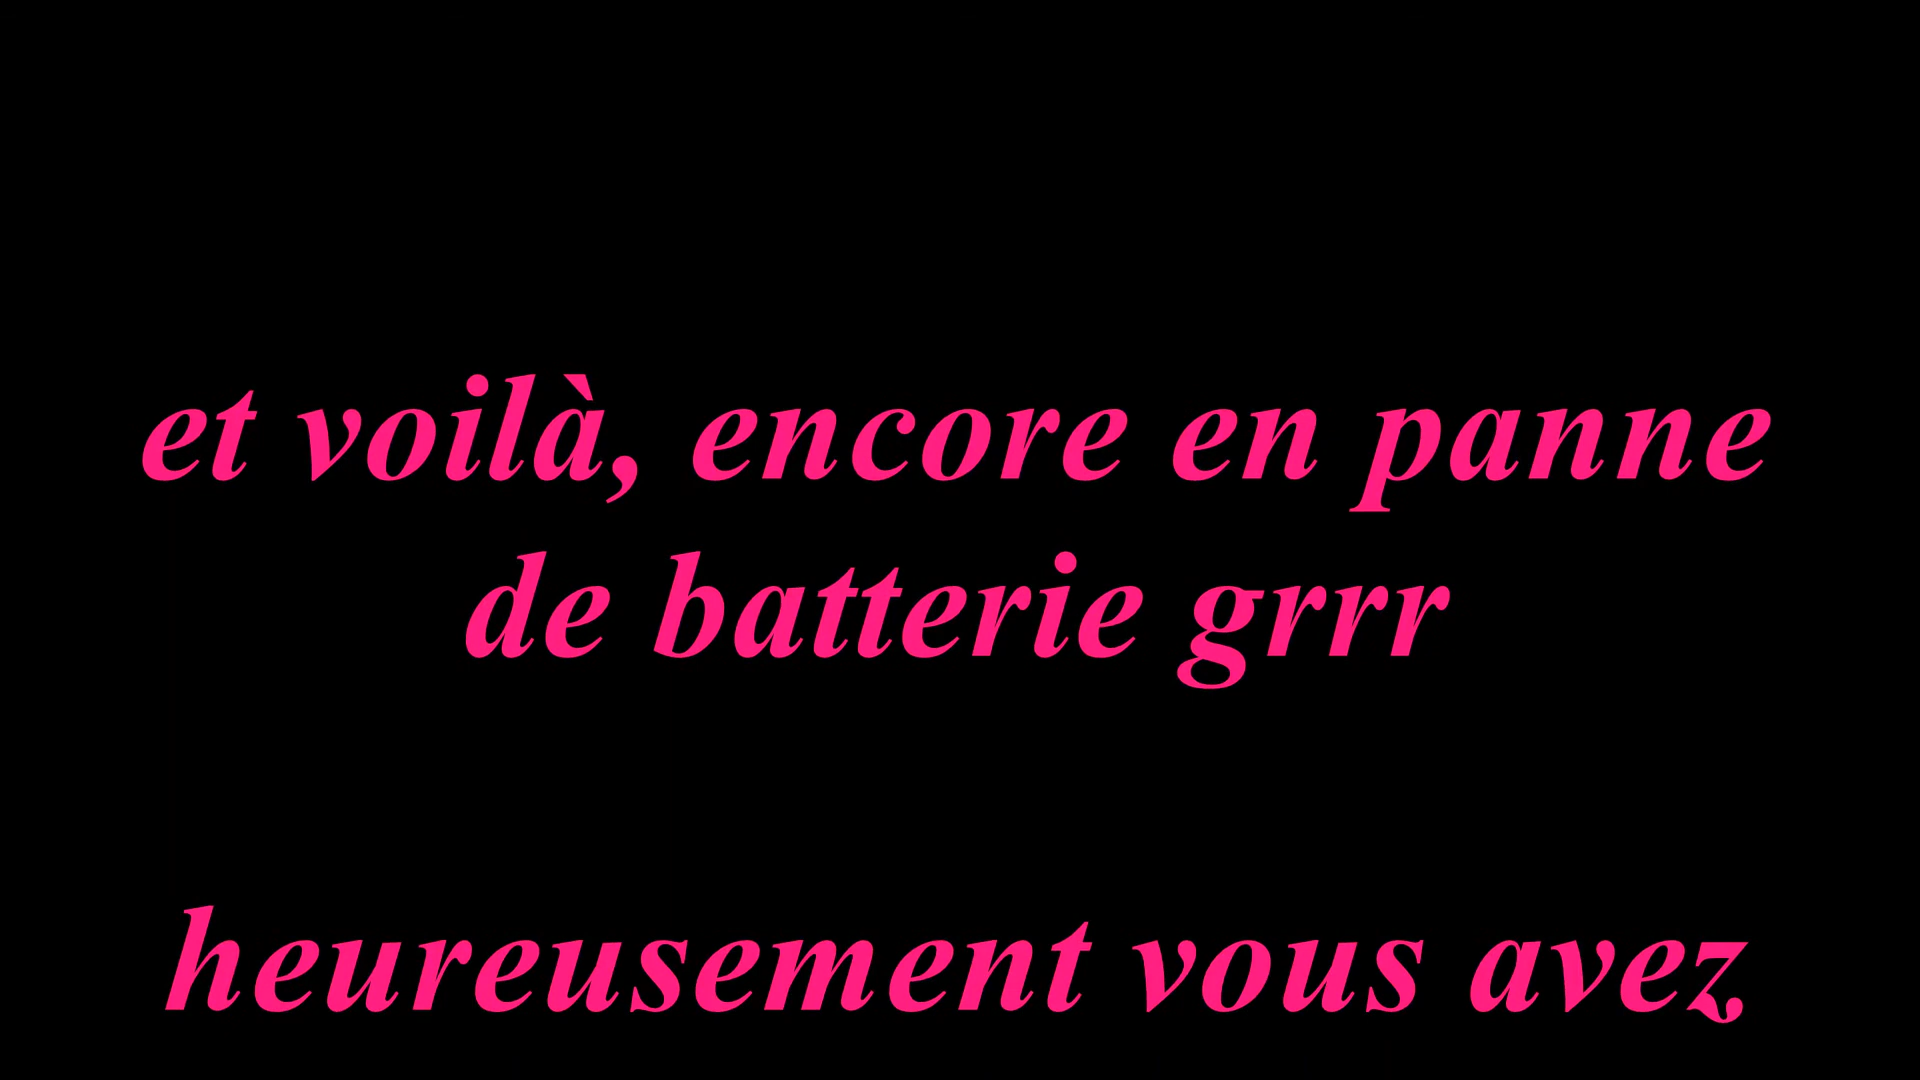 et voilà, encore en panne
de batterie grrr
heureusement vous avez